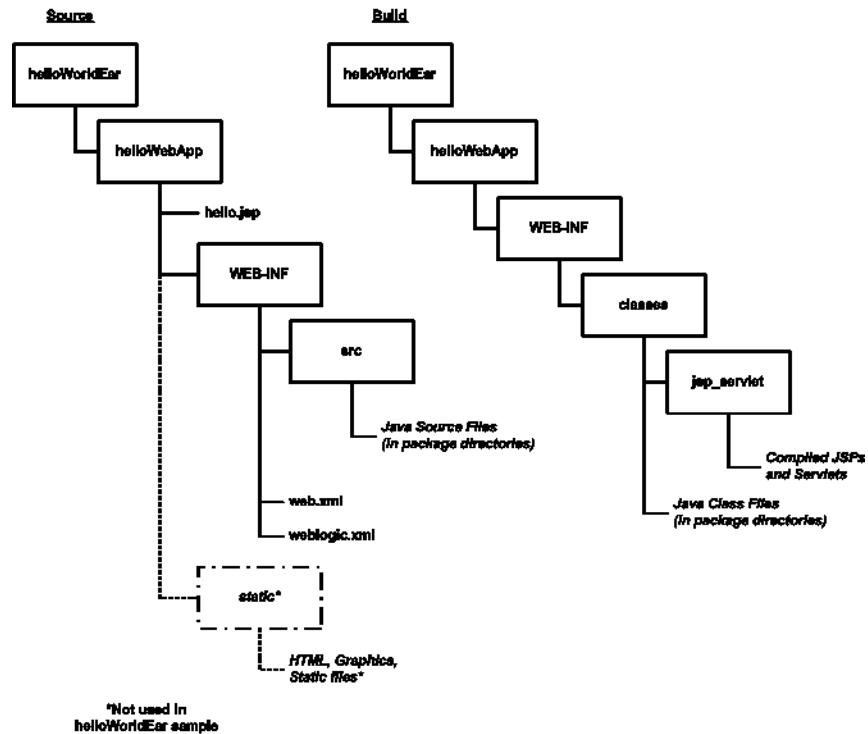 Source
helloWorldEar
helloWebApp
hello.jsp
WEB-INF
src
Java Source Files
(in package directories)
web.xml
weblogic.xml
static*
HTML, Graphics,
Static files*
*Not used in
helloWorldEar sample
Build
helloWorldEar
helloWebApp
WEB-INF
classes
jsp_servlet
Compiled JSPs
and Servlets
Java Class Files
(in package directories)